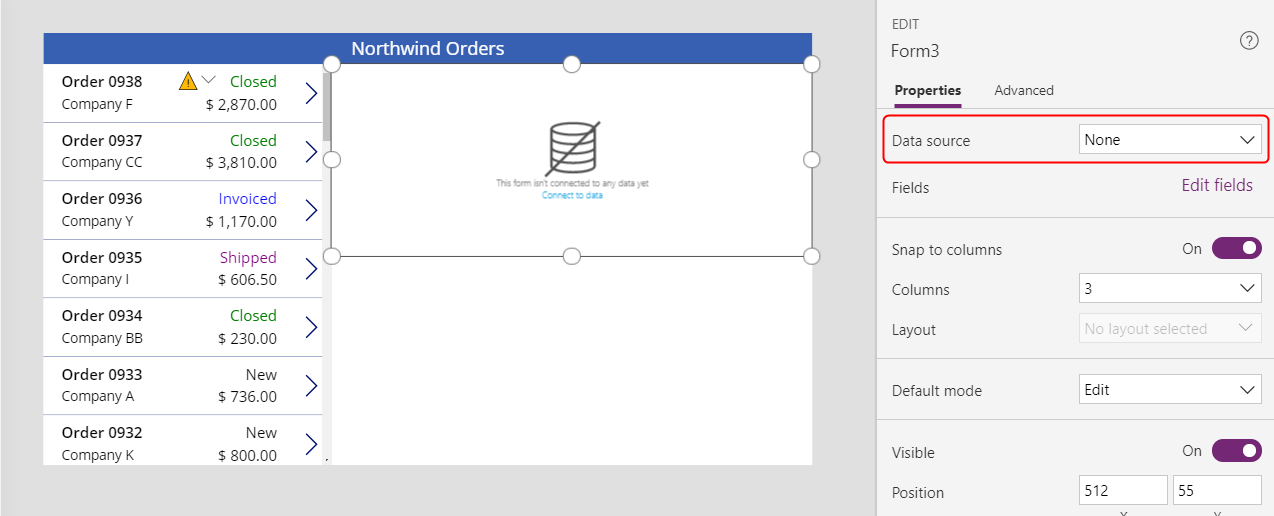 Northwind Orders
Order 0938 Closed
Company F $ 2,870.00
Order 0937 Closed
Company CC $ 3,810.00
Order 0936 Invoiced
Company Y $ 1,170.00
Order 0935 Shipped
Company I $ 606.50
Order 0934 Closed
Company BB $ 230.00
Order 0933 New
Company A $ 736.00
Order 0932 New
Company K $ 800.00
This form isn't connected to any data yet
Connect to data
EDIT
Form3
?
Properties Advanced
Data source None
Fields Edit fields
Snap to columns On
Columns 3
Layout No layout selected
Default mode Edit
Visible On
Position 512 55
X Y